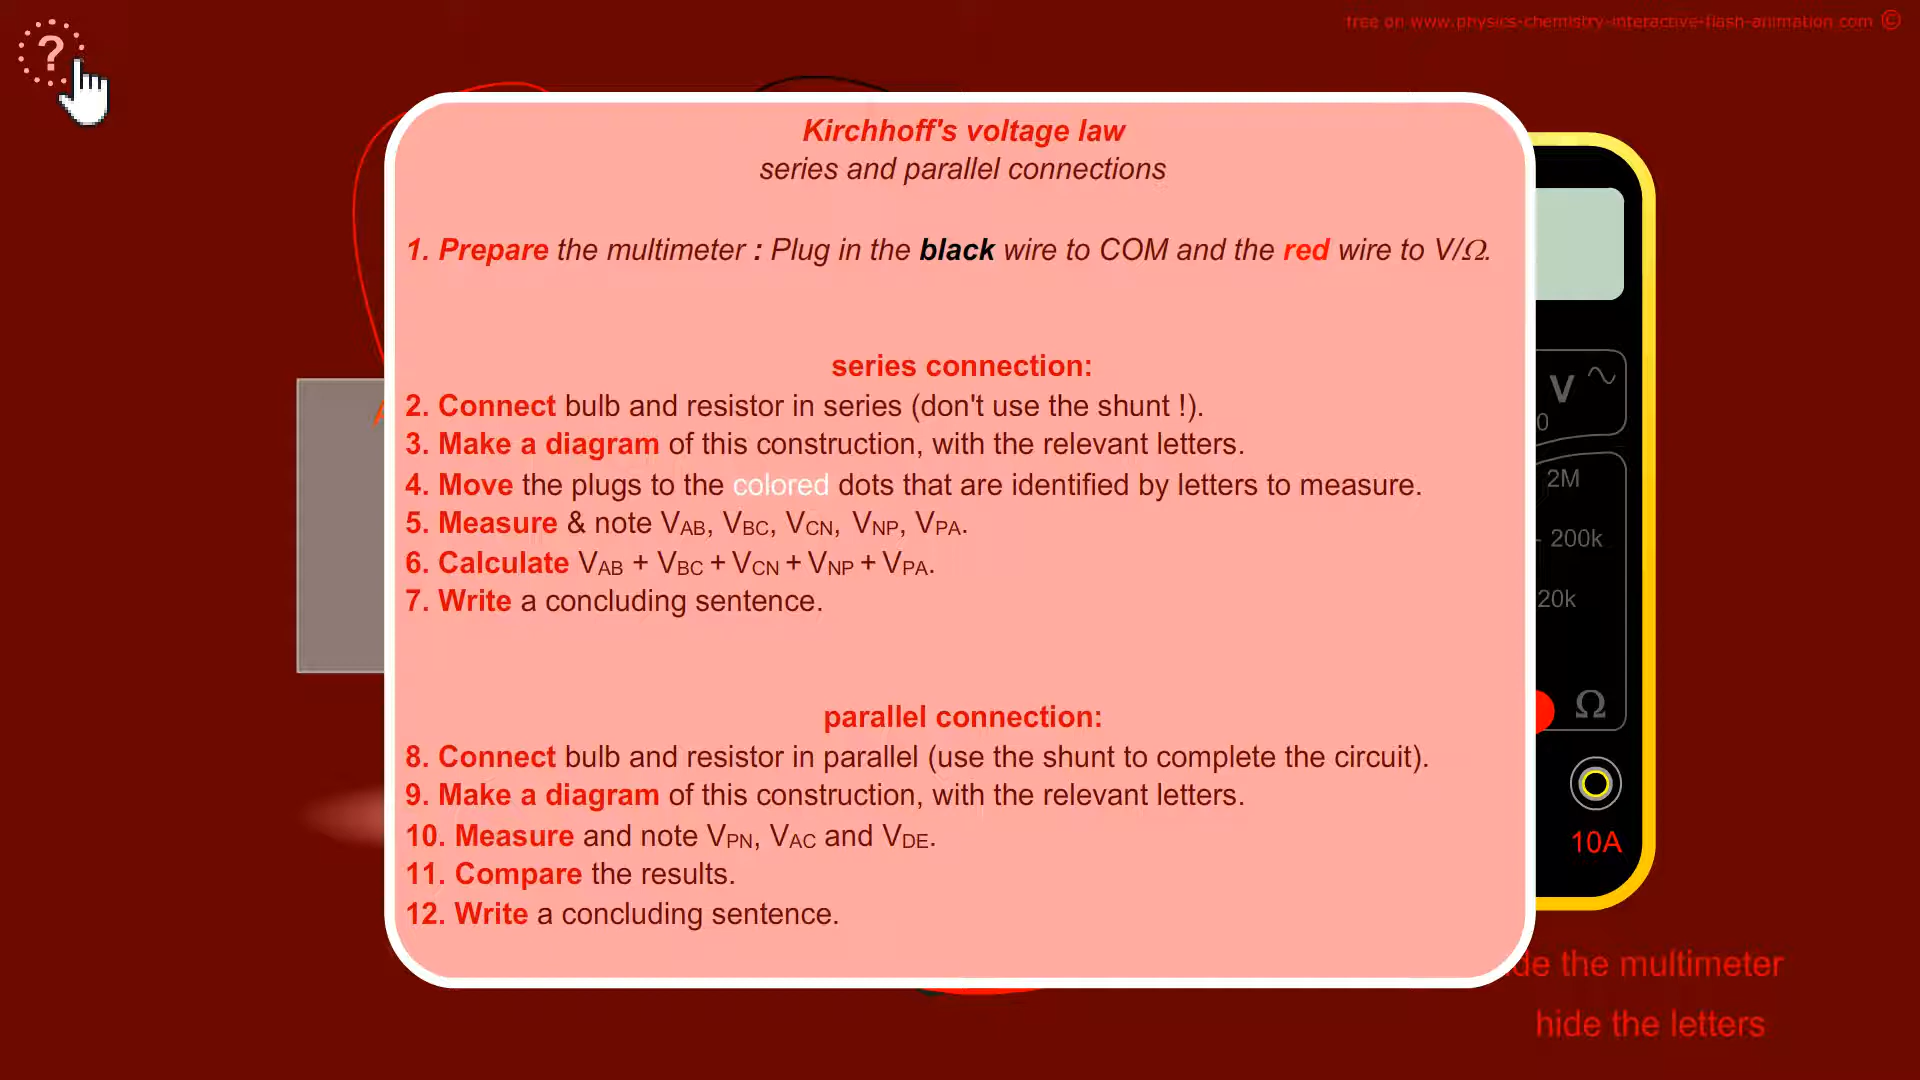 ?
free on www.physics-chemistry-interactive-flash-animation.com ©
Kirchhoff's voltage law
series and parallel connections
1. Prepare the multimeter : Plug in the black wire to COM and the red wire to V/Ω.
series connection:
2. Connect bulb and resistor in series (don't use the shunt !).
3. Make a diagram of this construction, with the relevant letters.
4. Move the plugs to the colored dots that are identified by letters to measure.
5. Measure & note VAB, VBC, VCN, VNP, VPA.
6. Calculate VAB + VBC + VCN + VNP + VPA.
7. Write a concluding sentence.
parallel connection:
8. Connect bulb and resistor in parallel (use the shunt to complete the circuit).
9. Make a diagram of this construction, with the relevant letters.
10. Measure and note VPN, VAC and VDE.
11. Compare the results.
12. Write a concluding sentence.
V
0
2M
200k
20k
Ω
10A
the multimeter
hide the letters